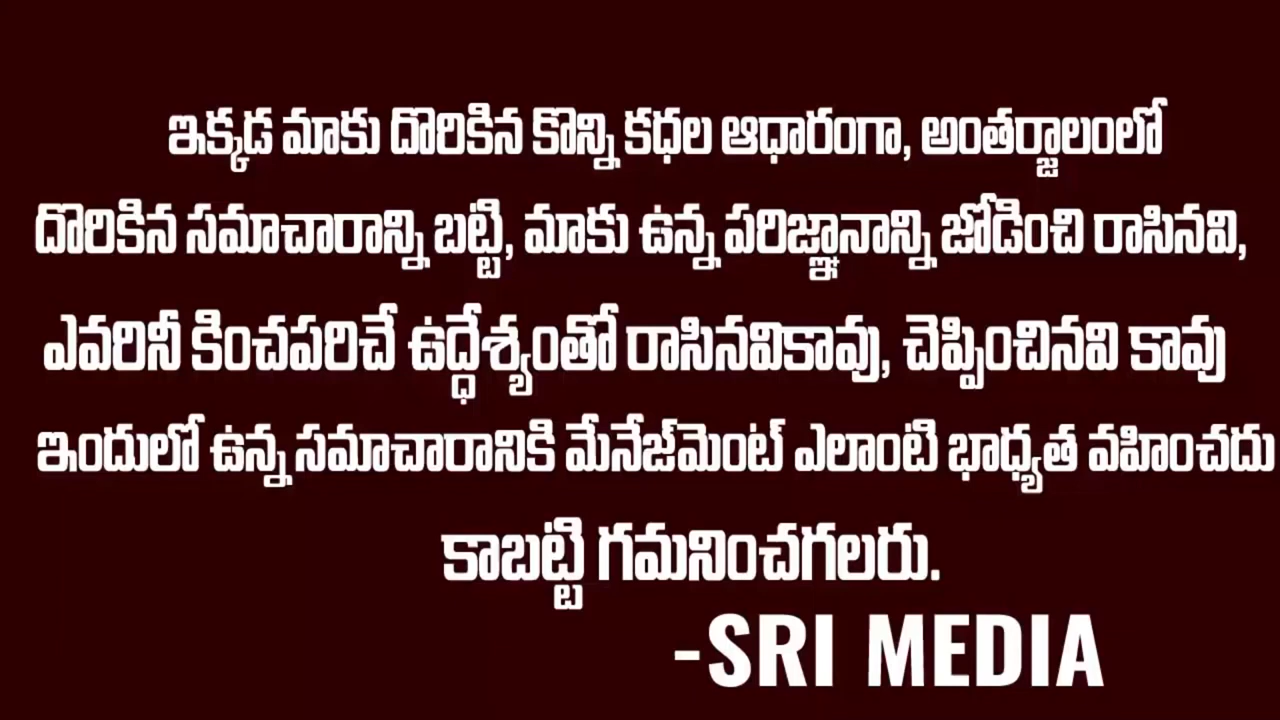 ఇక్కడ మాకు దొరికిన కొన్ని కధల ఆధారంగా, అంతర్జాలంలో
దొరికిన సమాచారాన్ని బట్టి, మాకు ఉన్న పరిజ్ఞానాన్ని జోడించి రాసినవి,
ఎవరినీ కించపరిచే ఉద్ధేశ్యంతో రాసినవికావు, చెప్పించినవి కావు
ఇందులో ఉన్న సమాచారానికి మేనేజ్‌మెంట్ ఎలాంటి భాధ్యత వహించదు
కాబట్టి గమనించగలరు.
-SRI MEDIA